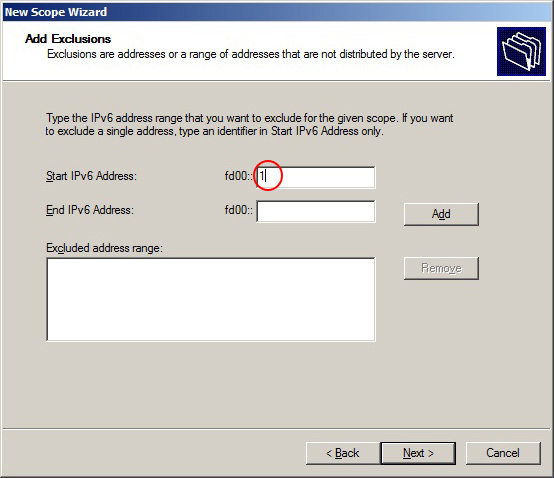 New Scope Wizard
Add Exclusions
Exclusions are addresses or a range of addresses that are not distributed by the server.
Type the IPv6 address range that you want to exclude for the given scope. If you want
to exclude a single address, type an identifier in Start IPv6 Address only.
Start IPv6 Address: fd00:: 1
End IPv6 Address: fd00::
Add
Excluded address range:
Remove
< Back Next > Cancel